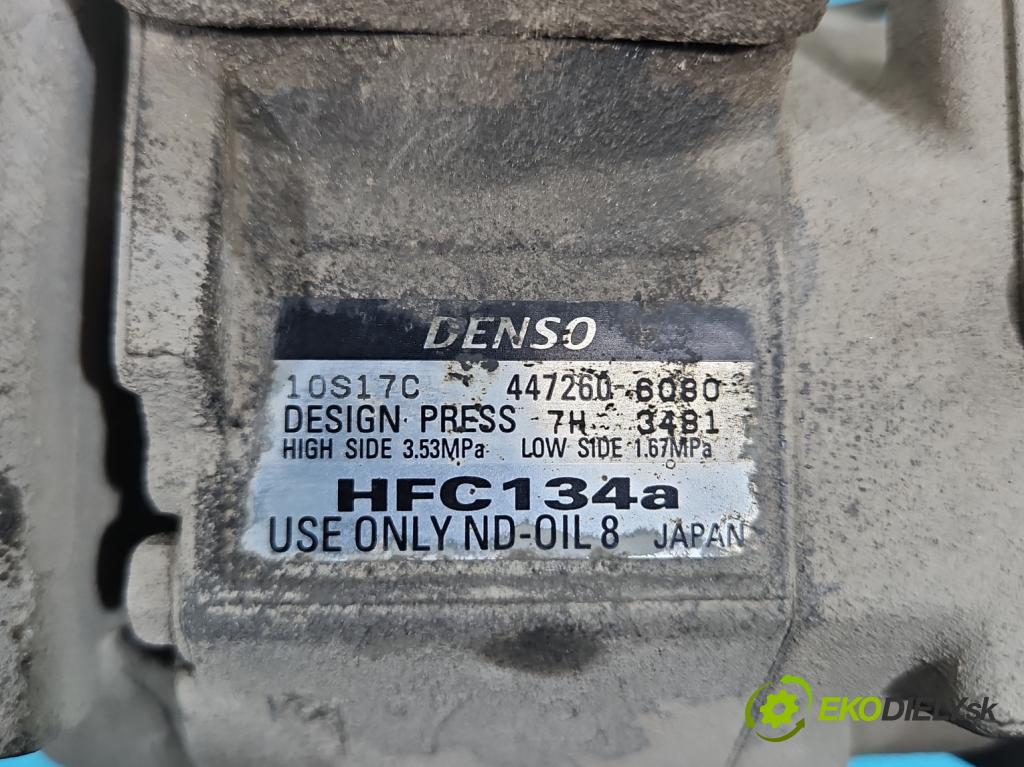 DENSO
10S17C 447260-6080
DESIGN PRESS 7H 3481
HIGH SIDE 3.53MPa LOW SIDE 1.67MPa
HFC134a
USE ONLY ND-OIL 8 JAPAN
EKODIELY.sk